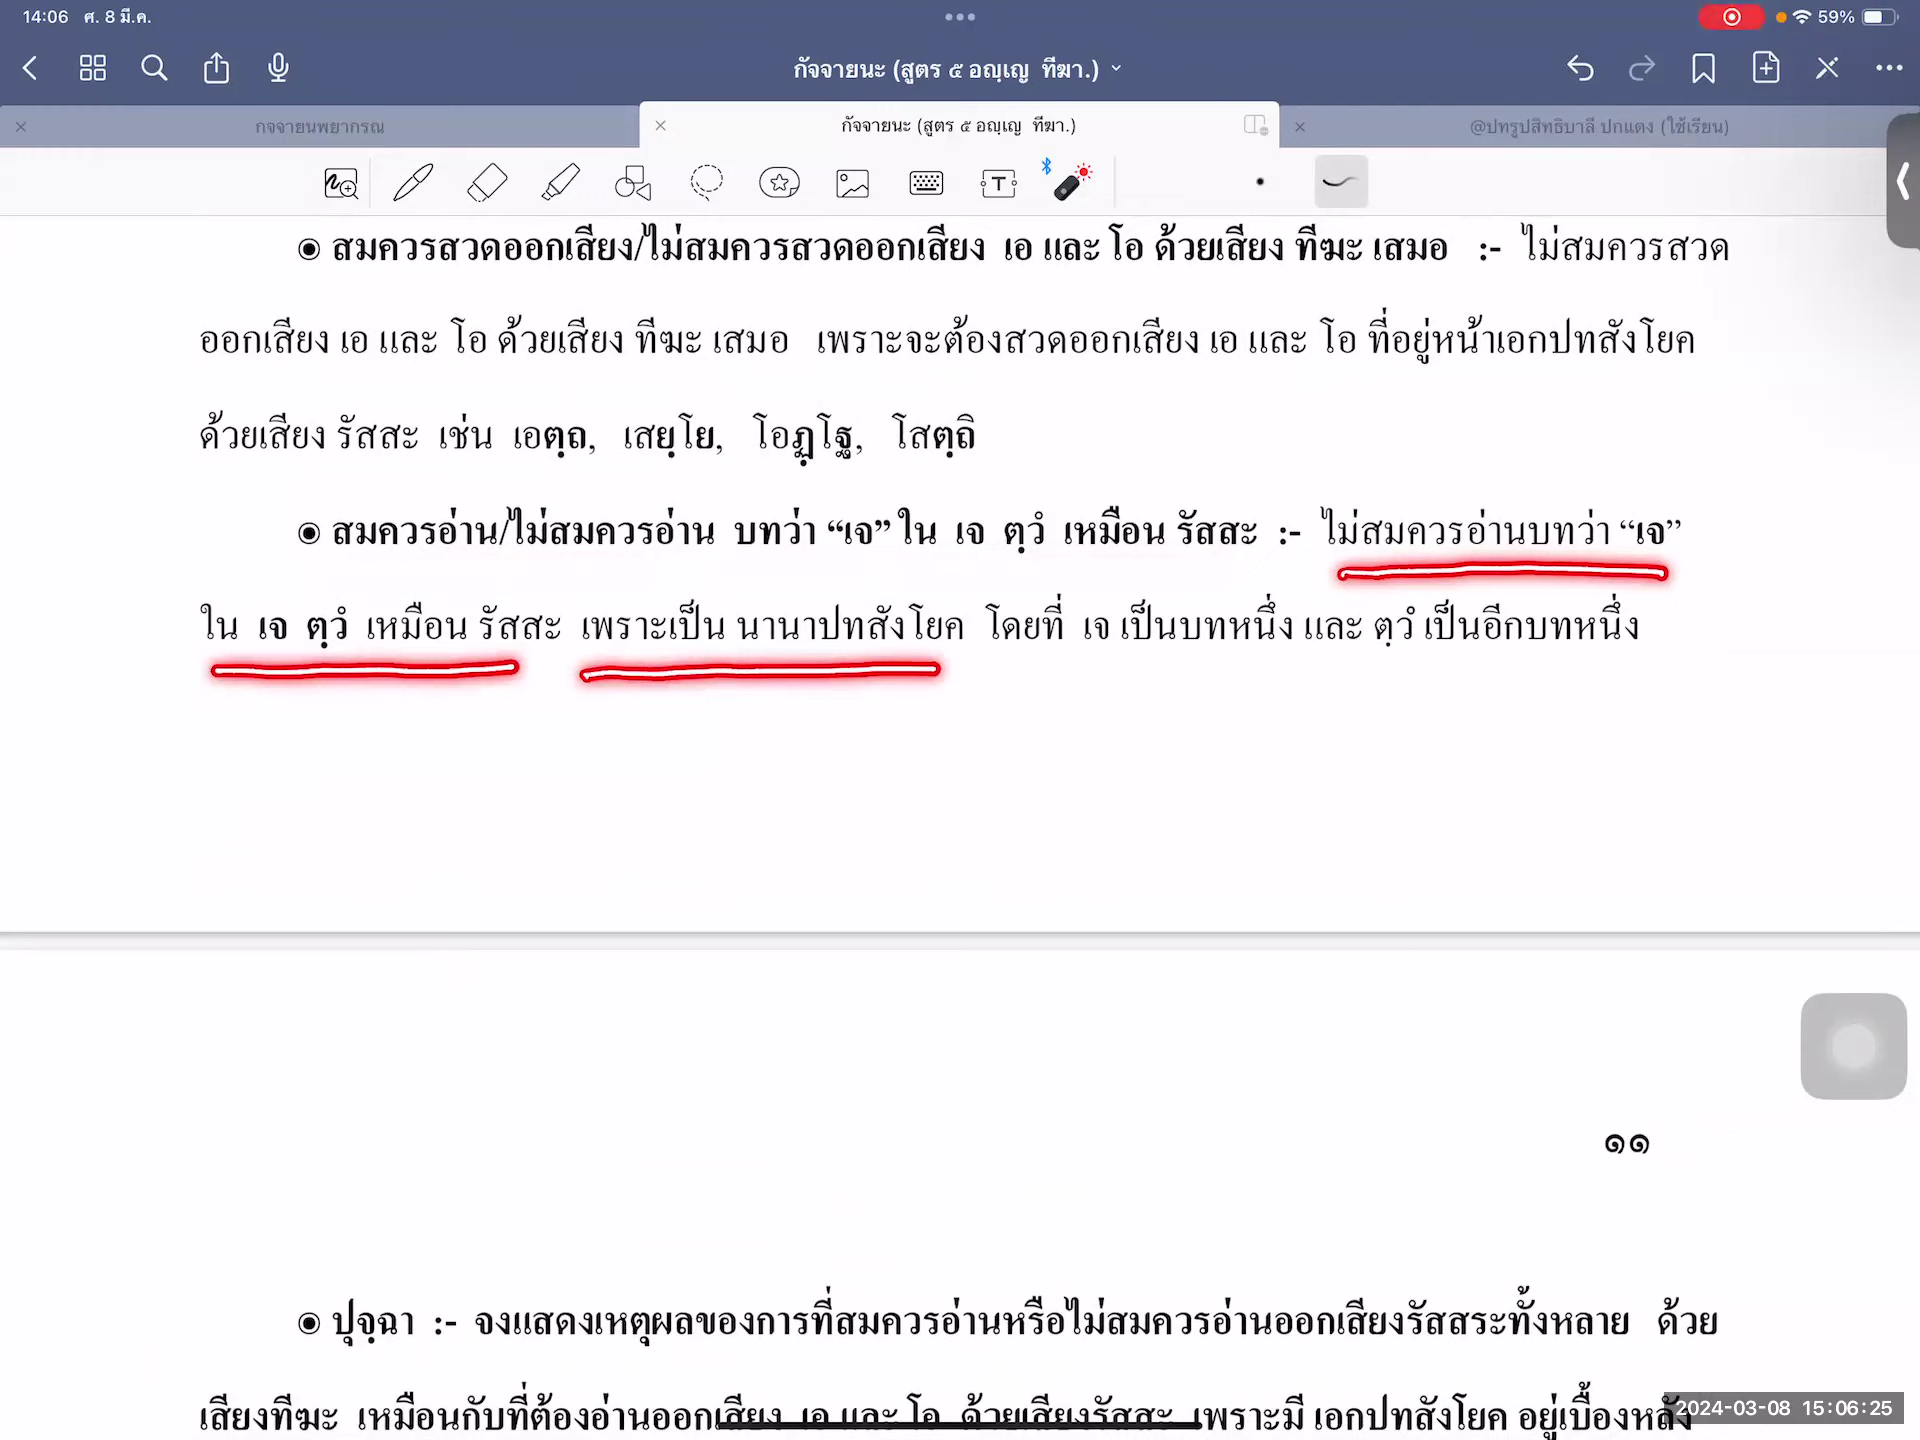 14:06 ศ. 8 มี.ค.
59%
กัจจายนะ (สูตร ๕ อญฺเญ ทีฆา.)
กจจายนพยากรณ
กัจจายนะ (สูตร ๕ อญฺเญ ทีฆา.)
@ปทรูปสิทธิบาลี ปกแดง (ใช้เรียน)
◉ สมควรสวดออกเสียง/ไม่สมควรสวดออกเสียง เอ และ โอ ด้วยเสียง ทีฆะ เสมอ :- ไม่สมควรสวด
ออกเสียง เอ และ โอ ด้วยเสียง ทีฆะ เสมอ เพราะจะต้องสวดออกเสียง เอ และ โอ ที่อยู่หน้าเอกปทสังโยค
ด้วยเสียง รัสสะ เช่น เอตฺถ, เสยฺโย, โอฏฺโฐ, โสตฺถิ
◉ สมควรอ่าน/ไม่สมควรอ่าน บทว่า “เจ” ใน เจ ตฺวํ เหมือน รัสสะ :- ไม่สมควรอ่านบทว่า “เจ”
ใน เจ ตฺวํ เหมือน รัสสะ เพราะเป็น นานาปทสังโยค โดยที่ เจ เป็นบทหนึ่ง และ ตฺวํ เป็นอีกบทหนึ่ง
๑๑
◉ ปุจฺฉา :- จงแสดงเหตุผลของการที่สมควรอ่านหรือไม่สมควรอ่านออกเสียงรัสสระทั้งหลาย ด้วย
เสียงทีฆะ เหมือนกับที่ต้องอ่านออกเสียง เอ และ โอ ด้วยเสียงรัสสะ เพราะมี เอกปทสังโยค อยู่เบื้องหลัง
2024-03-08 15:06:25